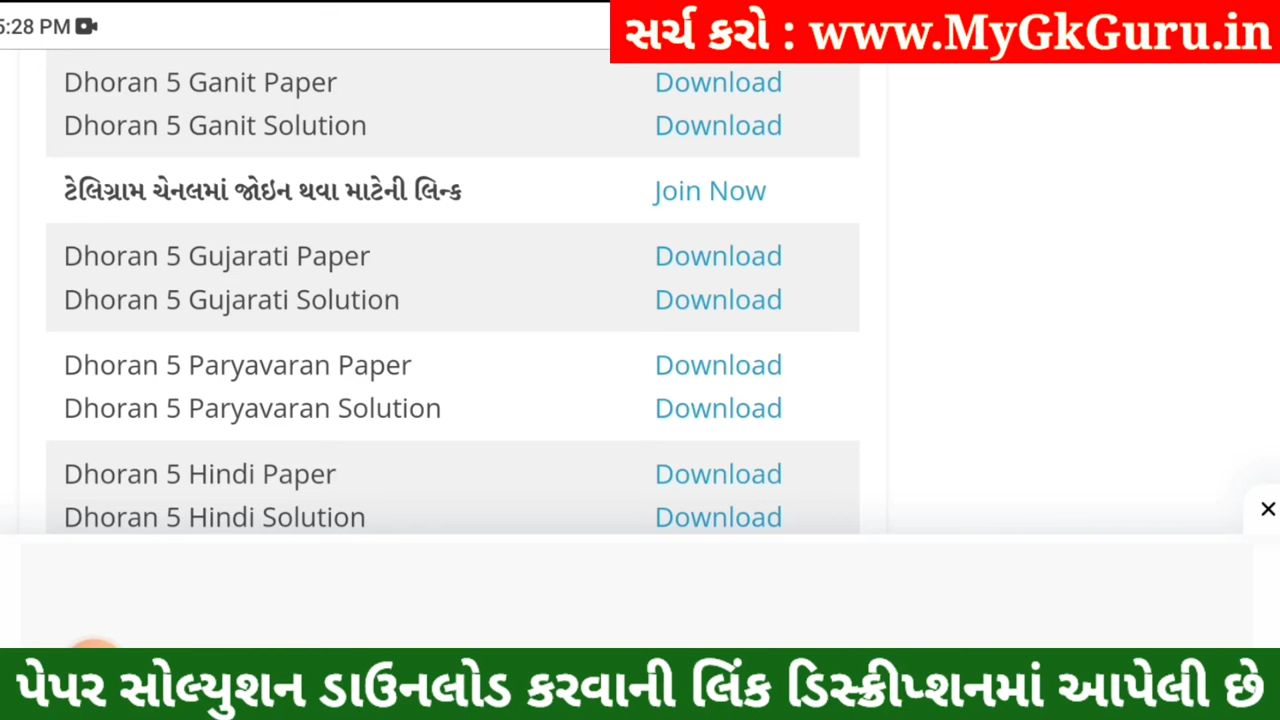 5:28 PM
સર્ચ કરો : www.MyGkGuru.in
Dhoran 5 Ganit Paper Download
Dhoran 5 Ganit Solution Download
ટેલિગ્રામ ચેનલમાં જોઇન થવા માટેની લિન્ક Join Now
Dhoran 5 Gujarati Paper Download
Dhoran 5 Gujarati Solution Download
Dhoran 5 Paryavaran Paper Download
Dhoran 5 Paryavaran Solution Download
Dhoran 5 Hindi Paper Download
Dhoran 5 Hindi Solution Download
પેપર સોલ્યુશન ડાઉનલોડ કરવાની લિંક ડિસ્ક્રીપ્શનમાં આપેલી છે